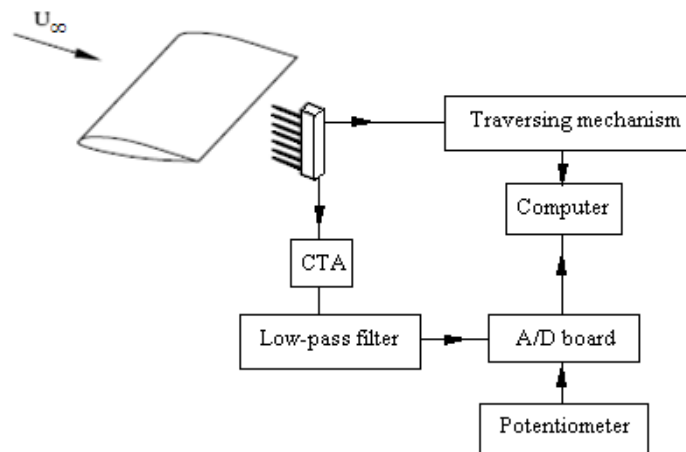 U∞
Traversing mechanism
Computer
CTA
Low-pass filter
A/D board
Potentiometer